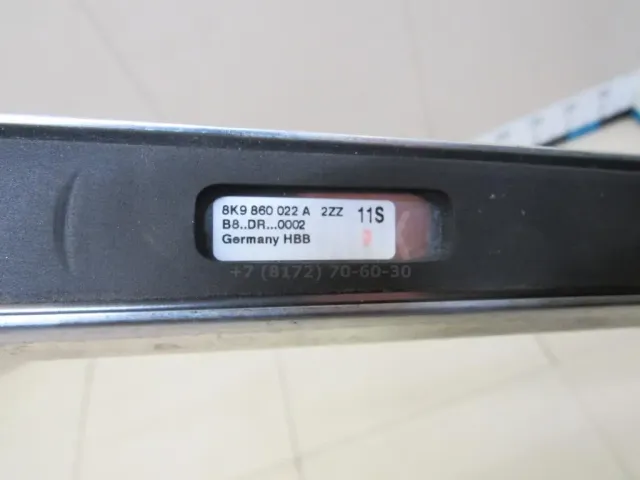 8K9 860 022 A 2ZZ 11S
B8..DR...0002
Germany HBB
+7 (8172) 70-60-30